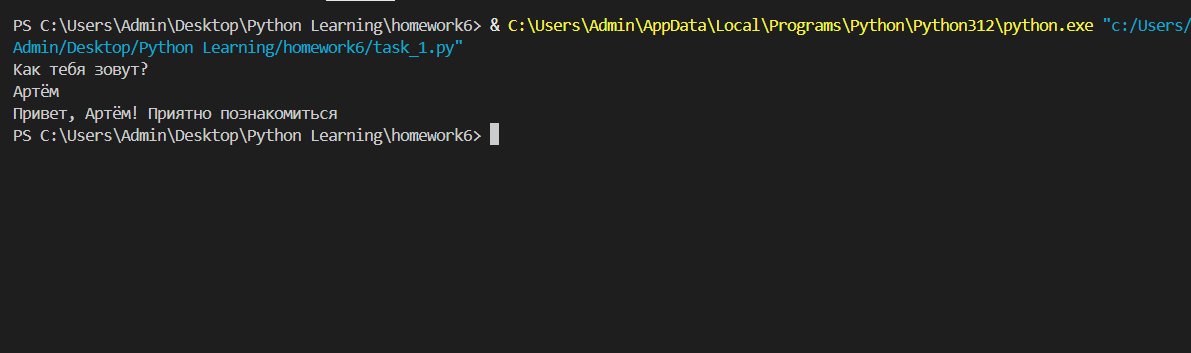 PS C:\Users\Admin\Desktop\Python Learning\homework6> & C:\Users\Admin\AppData\Local\Programs\Python\Python312\python.exe "c:/Users/
Admin/Desktop/Python Learning/homework6/task_1.py"
Как тебя зовут?
Артём
Привет, Артём! Приятно познакомиться
PS C:\Users\Admin\Desktop\Python Learning\homework6>